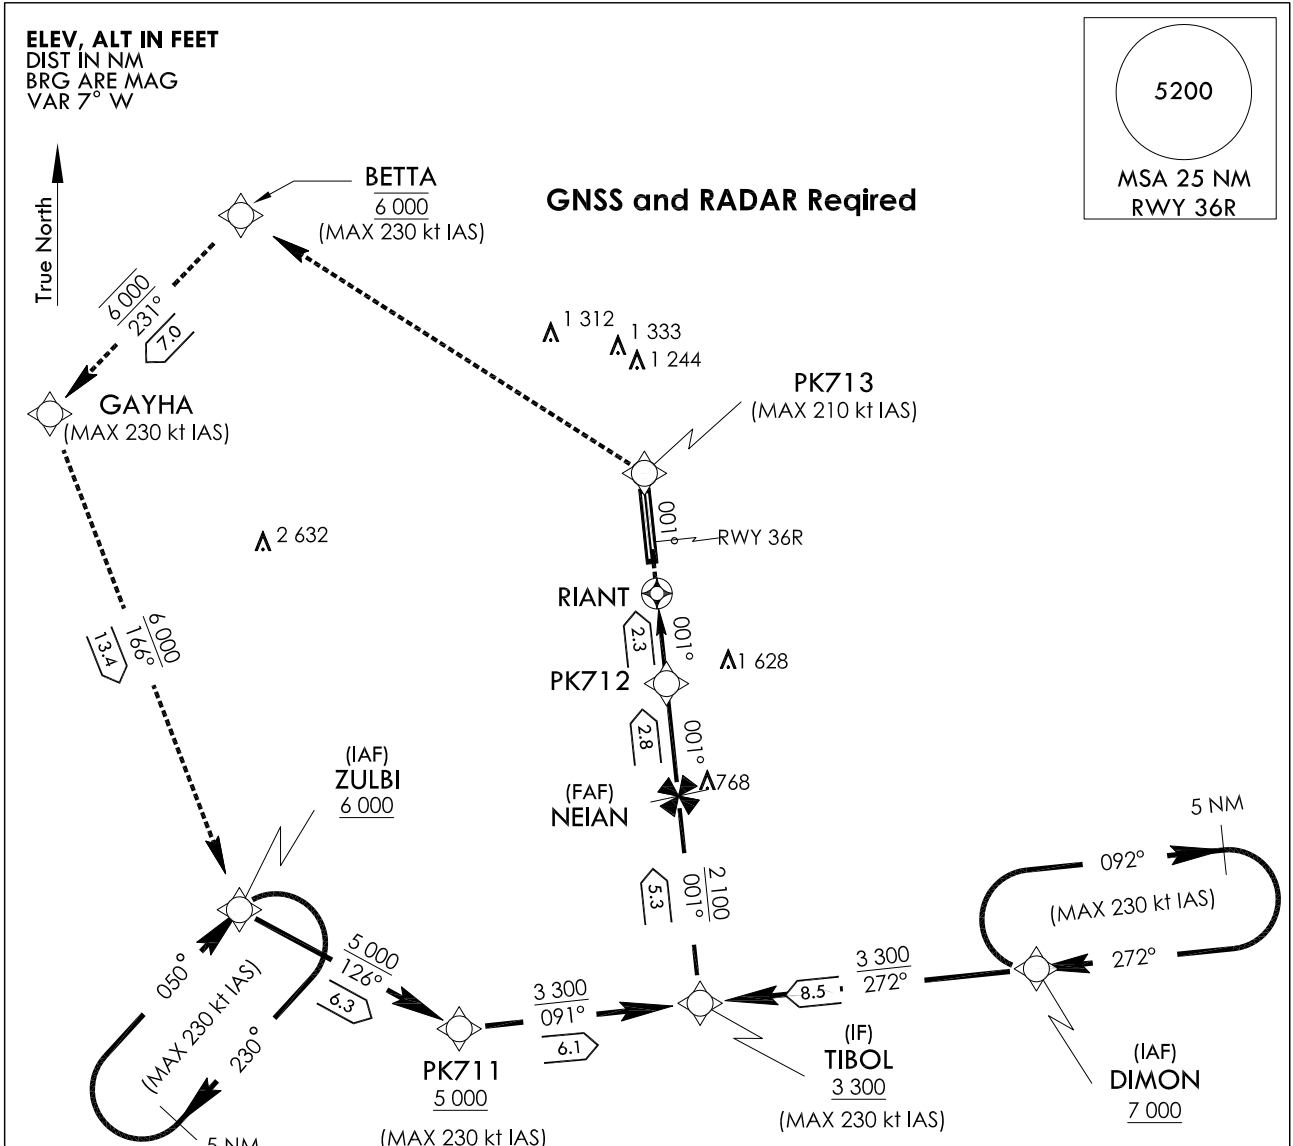 ELEV, ALT IN FEET
DIST IN NM
BRG ARE MAG
VAR 7° W
True North
5200
MSA 25 NM
RWY 36R
GNSS and RADAR Reqired
BETTA
6 000
(MAX 230 kt IAS)
6 000
231°
7.0
GAYHA
(MAX 230 kt IAS)
1 312
1 333
1 244
PK713
(MAX 210 kt IAS)
001°
RWY 36R
2 632
RIANT
2.3
001°
1 628
PK712
2.8
001°
768
(FAF)
NEIAN
6 000
166°
13.4
(IAF)
ZULBI
6 000
5.3
2 100
001°
5 NM
092°
(MAX 230 kt IAS)
272°
050°
(MAX 230 kt IAS)
230°
5 NM
5 000
126°
6.3
3 300
091°
6.1
3 300
272°
8.5
PK711
5 000
(MAX 230 kt IAS)
(IF)
TIBOL
3 300
(MAX 230 kt IAS)
(IAF)
DIMON
7 000